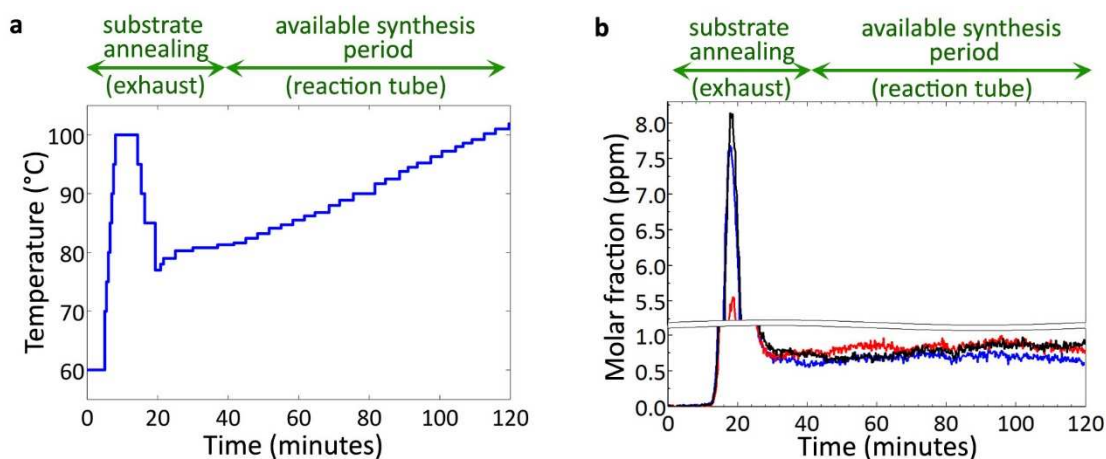 a
substrate
annealing
(exhaust)
available synthesis
period
(reaction tube)
Temperature (°C)
100
90
80
70
60
0
20
40
60
80
100
120
Time (minutes)
b
substrate
annealing
(exhaust)
available synthesis
period
(reaction tube)
Molar fraction (ppm)
8.0
7.5
7.0
6.5
6.0
5.5
1.0
0.5
0.0
0
20
40
60
80
100
120
Time (minutes)